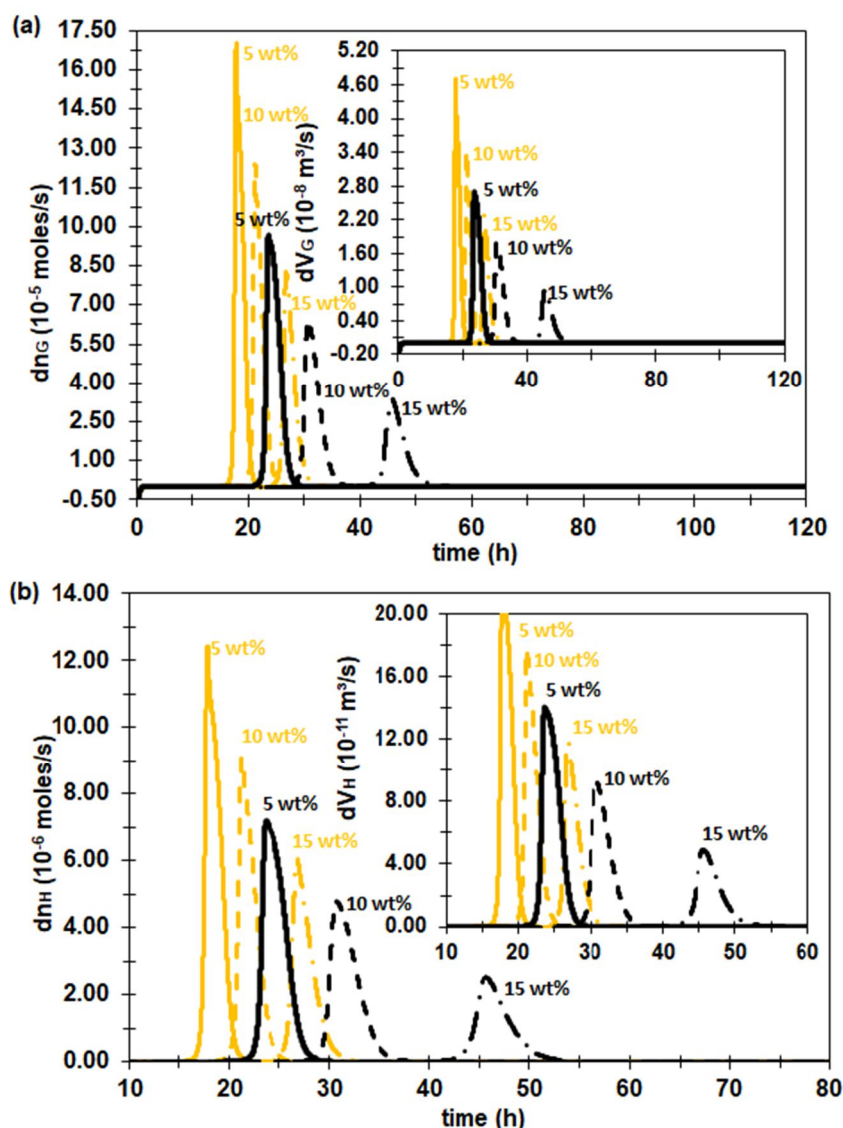 (a)
17.50
16.00
14.50
13.00
11.50
10.00
8.50
7.00
5.50
4.00
2.50
1.00
-0.50
dnG (10-5 moles/s)
5 wt%
10 wt%
5 wt%
15 wt%
10 wt%
15 wt%
0 20 40 60 80 100 120
time (h)
5.20
4.60
4.00
3.40
2.80
2.20
1.60
1.00
0.40
-0.20
dVG (10-8 m³/s)
5 wt%
10 wt%
5 wt%
15 wt%
10 wt%
15 wt%
0 40 80 120
(b)
14.00
12.00
10.00
8.00
6.00
4.00
2.00
0.00
dnH (10-6 moles/s)
5 wt%
10 wt%
5 wt%
15 wt%
10 wt%
15 wt%
10 20 30 40 50 60 70 80
time (h)
20.00
16.00
12.00
8.00
4.00
0.00
dVH (10-11 m³/s)
5 wt%
10 wt%
5 wt%
15 wt%
10 wt%
15 wt%
10 20 30 40 50 60